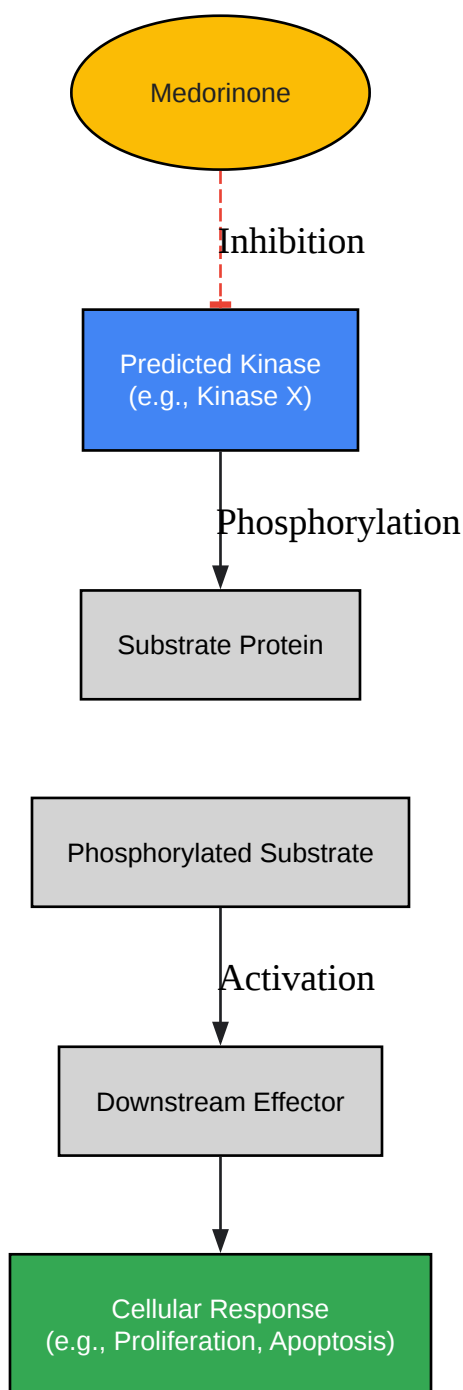 Medorinone
Inhibition
Predicted Kinase
(e.g., Kinase X)
Phosphorylation
Substrate Protein
Phosphorylated Substrate
Activation
Downstream Effector
Cellular Response
(e.g., Proliferation, Apoptosis)